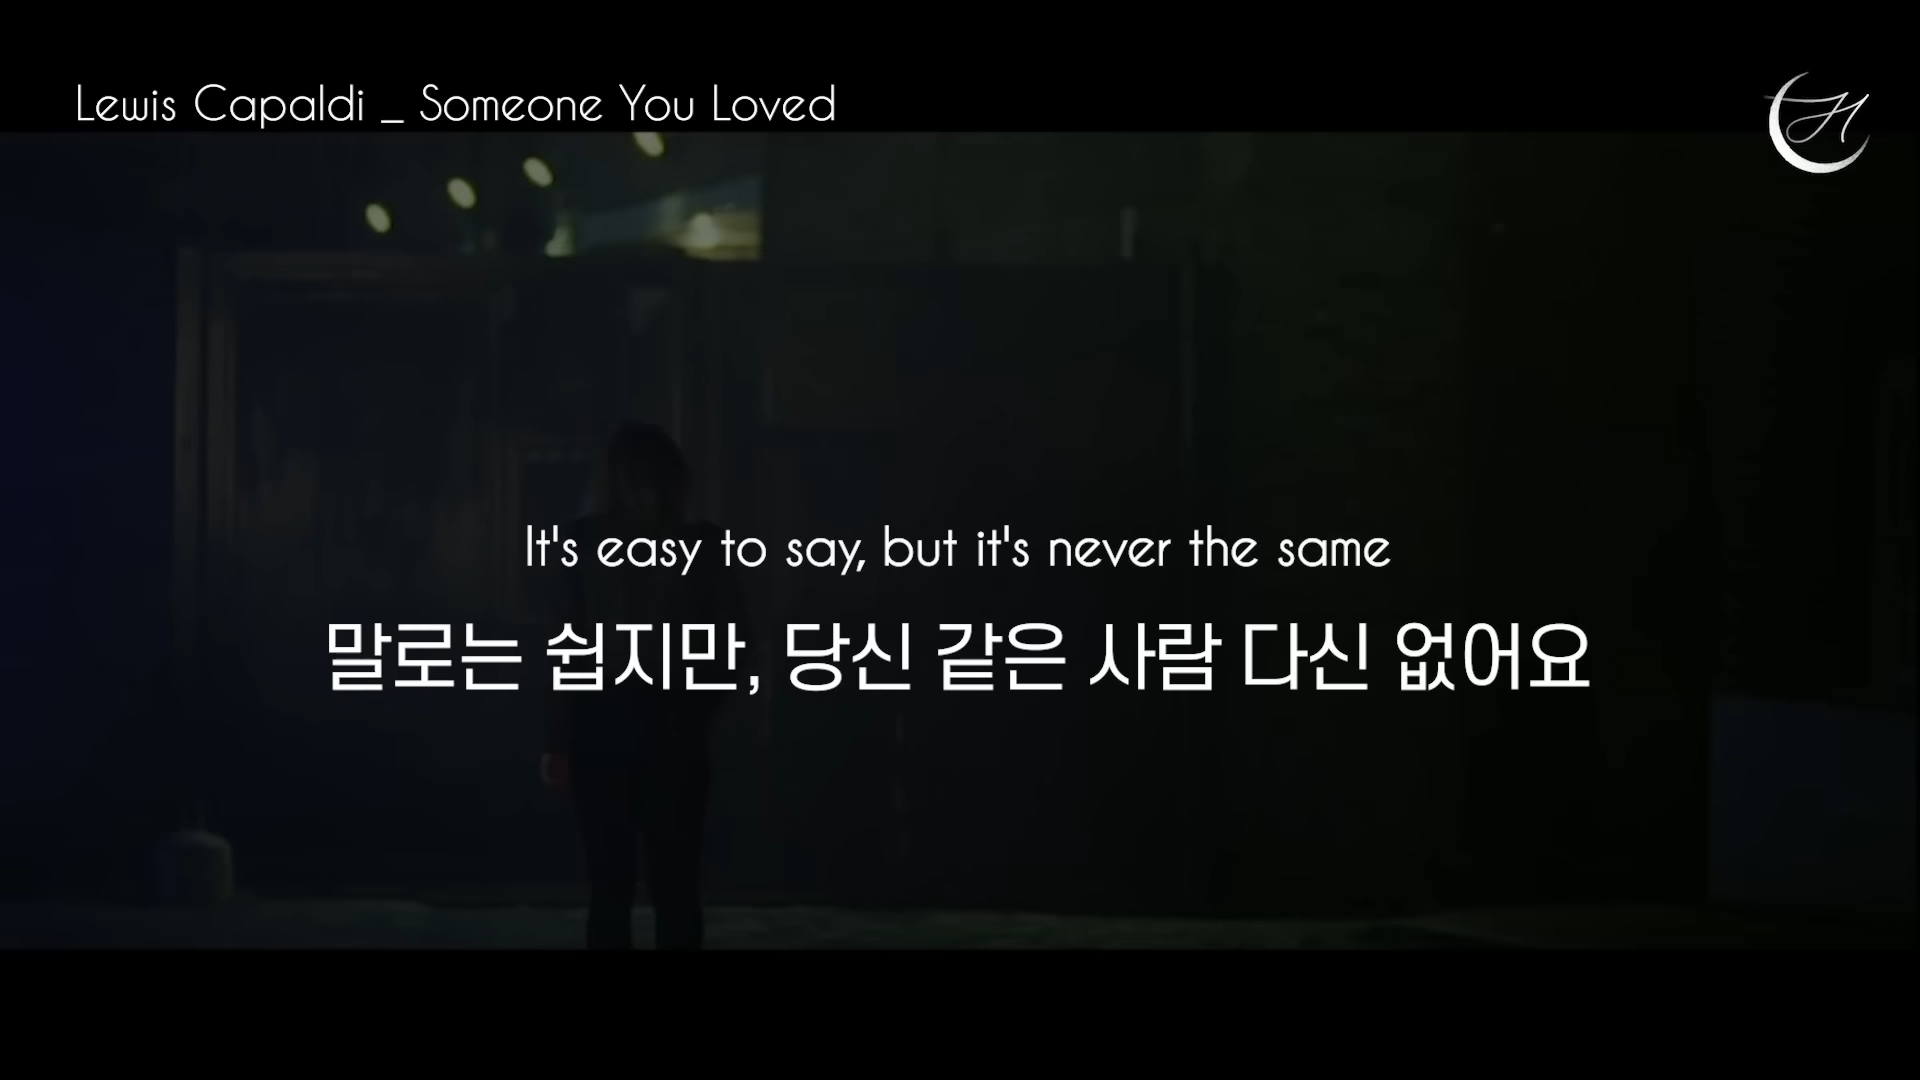 Lewis Capaldi _ Someone You Loved
It's easy to say, but it's never the same
말로는 쉽지만, 당신 같은 사람 다신 없어요